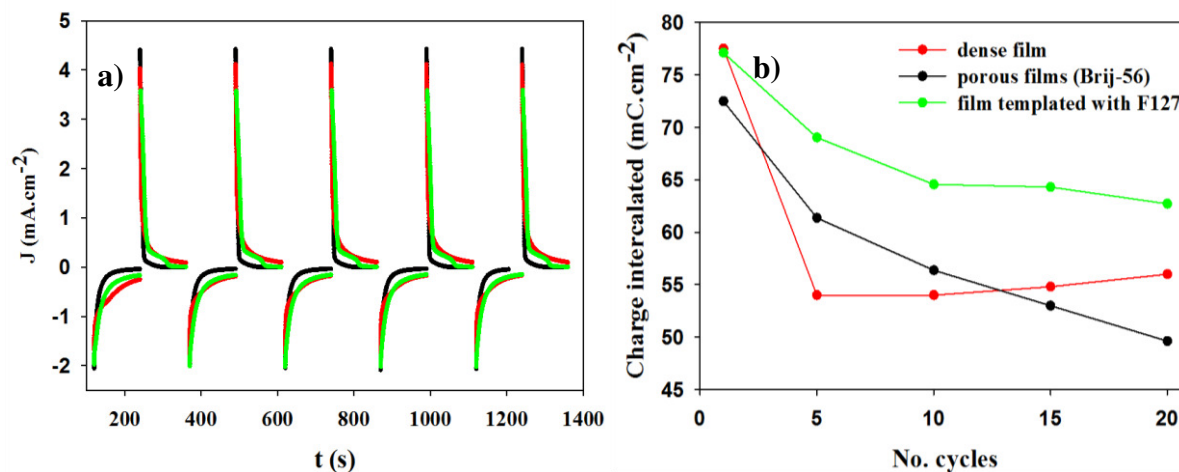 a)
J (mA.cm-2)
5
4
3
2
1
0
-1
-2
200 400 600 800 1000 1200 1400
t (s)
b)
Charge intercalated (mC.cm-2)
80
75
70
65
60
55
50
45
dense film
porous films (Brij-56)
film templated with F127
0 5 10 15 20
No. cycles